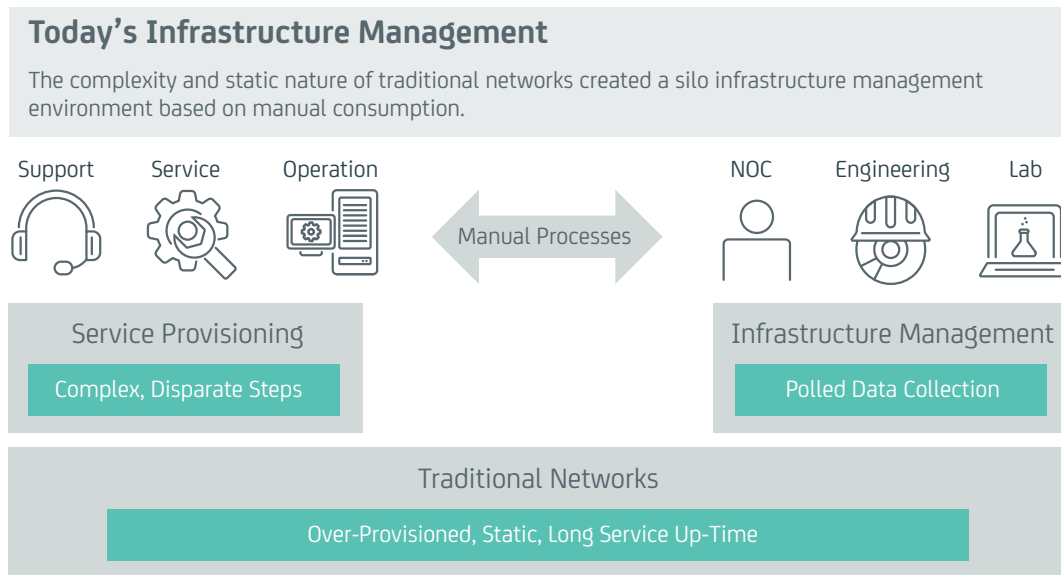 Today’s Infrastructure Management
The complexity and static nature of traditional networks created a silo infrastructure management
environment based on manual consumption.
Support Service Operation NOC Engineering Lab
Manual Processes
Service Provisioning Infrastructure Management
Complex, Disparate Steps Polled Data Collection
Traditional Networks
Over-Provisioned, Static, Long Service Up-Time